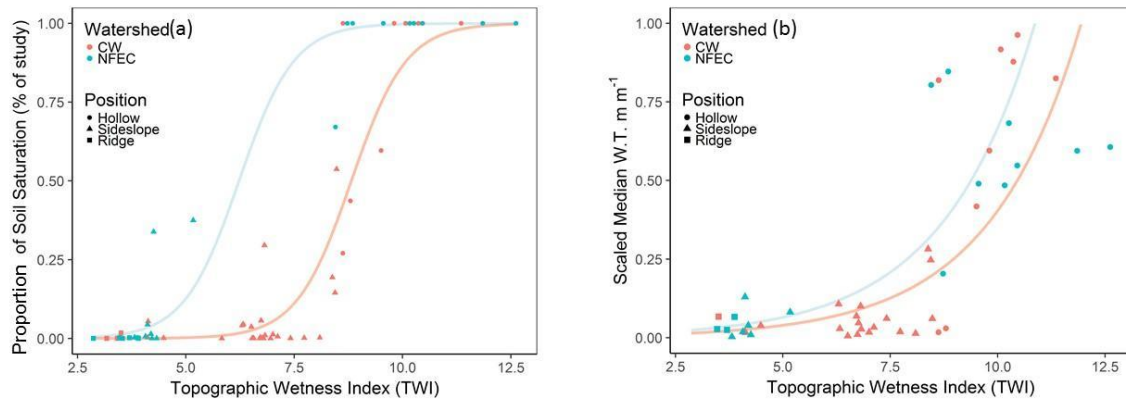 Watershed(a)
CW
NFEC
Position
Hollow
Sideslope
Ridge
Proportion of Soil Saturation (% of study)
1.00
0.75
0.50
0.25
0.00
2.5 5.0 7.5 10.0 12.5
Topographic Wetness Index (TWI)
Watershed (b)
CW
NFEC
Position
Hollow
Sideslope
Ridge
Scaled Median W.T. m m-1
1.00
0.75
0.50
0.25
0.00
2.5 5.0 7.5 10.0 12.5
Topographic Wetness Index (TWI)